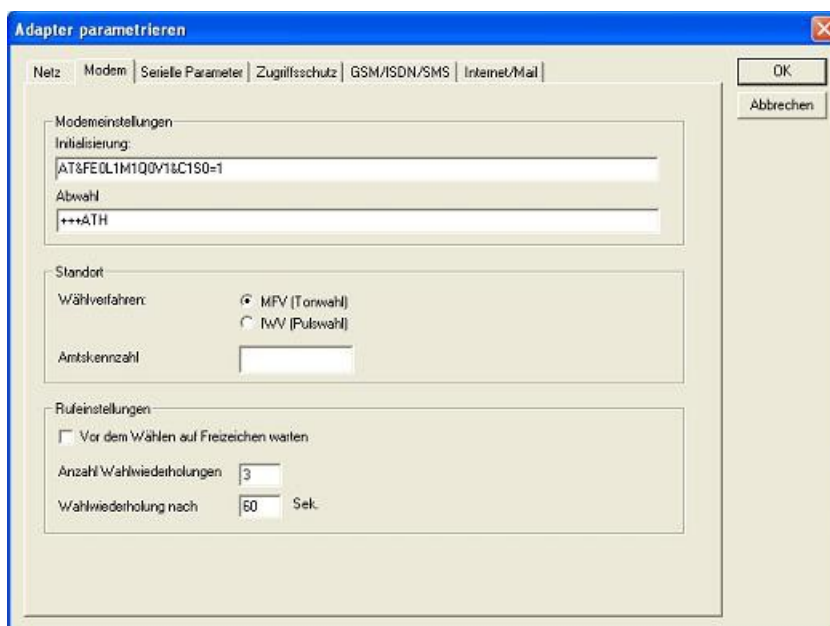 Adapter parametrieren
Netz Modem Serielle Parameter Zugriffsschutz GSM/ISDN/SMS Internet/Mail
OK
Abbrechen
Modemeinstellungen
Initialisierung:
AT&FE0L1M1Q0V1&C1S0=1
Abwahl
+++ATH
Standort
Wählverfahren:
MFV (Tonwahl)
IWV (Pulswahl)
Amtskennzahl
Rufeinstellungen
Vor dem Wählen auf Freizeichen warten
Anzahl Wahlwiederholungen 3
Wahlwiederholung nach 60 Sek.